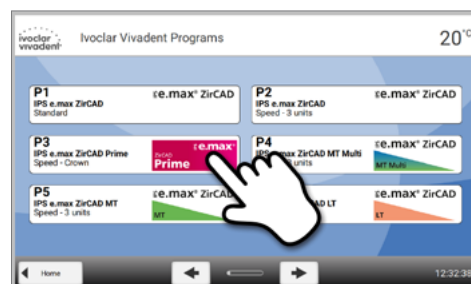 ivoclar
vivadent
Ivoclar Vivadent Programs
20°C
P1
IPS e.max ZirCAD
Standard
e.max® ZirCAD
P2
IPS e.max ZirCAD
Speed - 3 units
e.max® ZirCAD
P3
IPS e.max ZirCAD Prime
Speed - Crown
e.max®
ZirCAD
Prime
P4
IPS e.max ZirCAD MT Multi
units
e.max® ZirCAD
MT Multi
P5
IPS e.max ZirCAD MT
Speed - 3 units
e.max® ZirCAD
MT
LT
e.max® ZirCAD
LT
Home
12:32:38